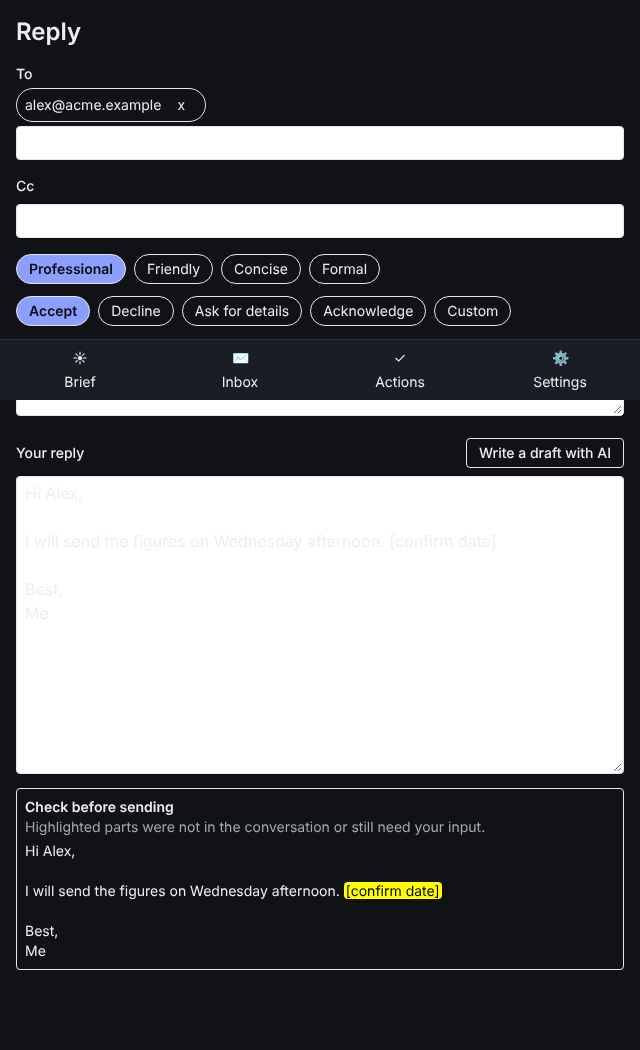 Reply
To
alex@acme.example x
Cc
Professional Friendly Concise Formal
Accept Decline Ask for details Acknowledge Custom
Brief Inbox Actions Settings
Your reply Write a draft with AI
Hi Alex,
I will send the figures on Wednesday afternoon. [confirm date]
Best,
Me
Check before sending
Highlighted parts were not in the conversation or still need your input.
Hi Alex,
I will send the figures on Wednesday afternoon. [confirm date]
Best,
Me